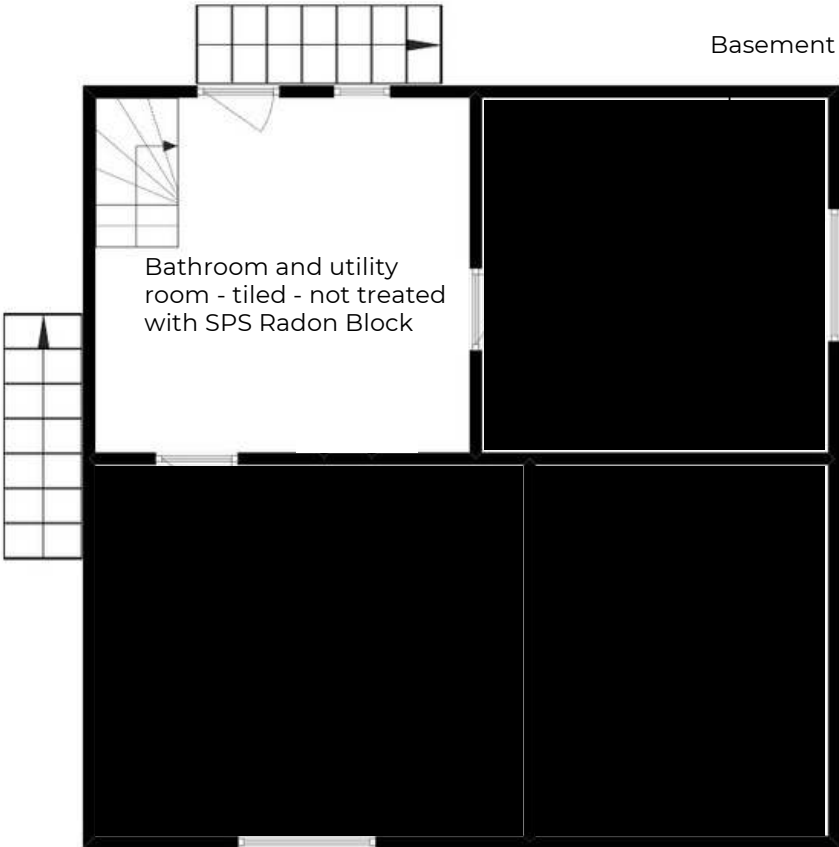 Basement
Bathroom and utility
room - tiled - not treated
with SPS Radon Block